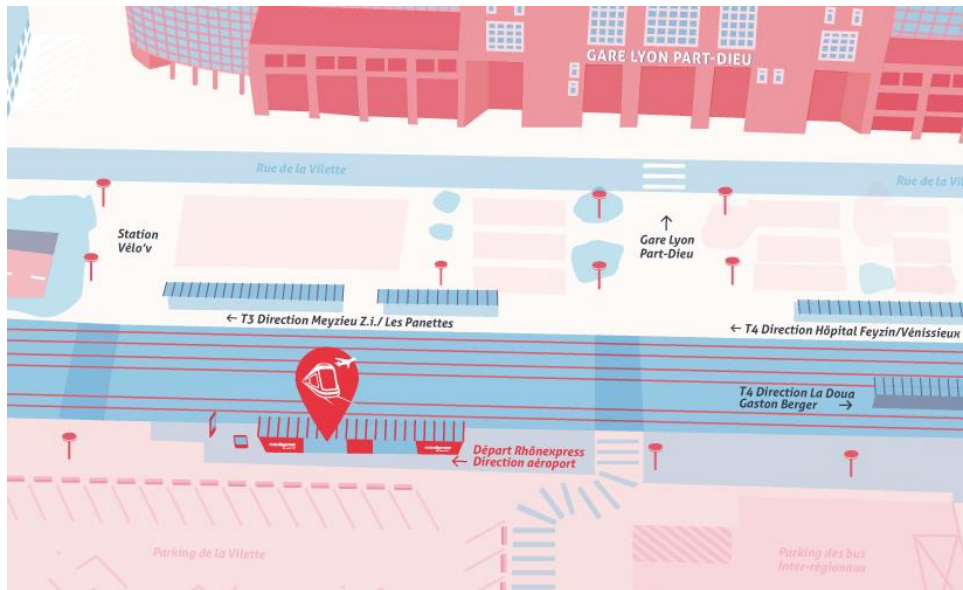 GARE LYON PART-DIEU
Rue de la Vilette
Rue de la Vil
Station
Vélo'v
↑
Gare Lyon
Part-Dieu
← T3 Direction Meyzieu Z.i./ Les Panettes
← T4 Direction Hôpital Feyzin/Vénissieux
T4 Direction La Doua
Gaston Berger →
Départ Rhônexpress
← Direction aéroport
Parking de la Vilette
Parking des bus
Inter-régionaux